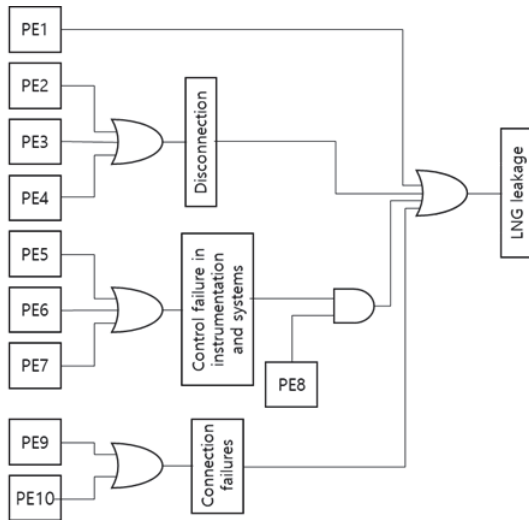 PE1
PE2
PE3
PE4
Disconnection
LNG leakage
PE5
PE6
PE7
Control failure in
instrumentation
and systems
PE8
PE9
PE10
Connection
failures